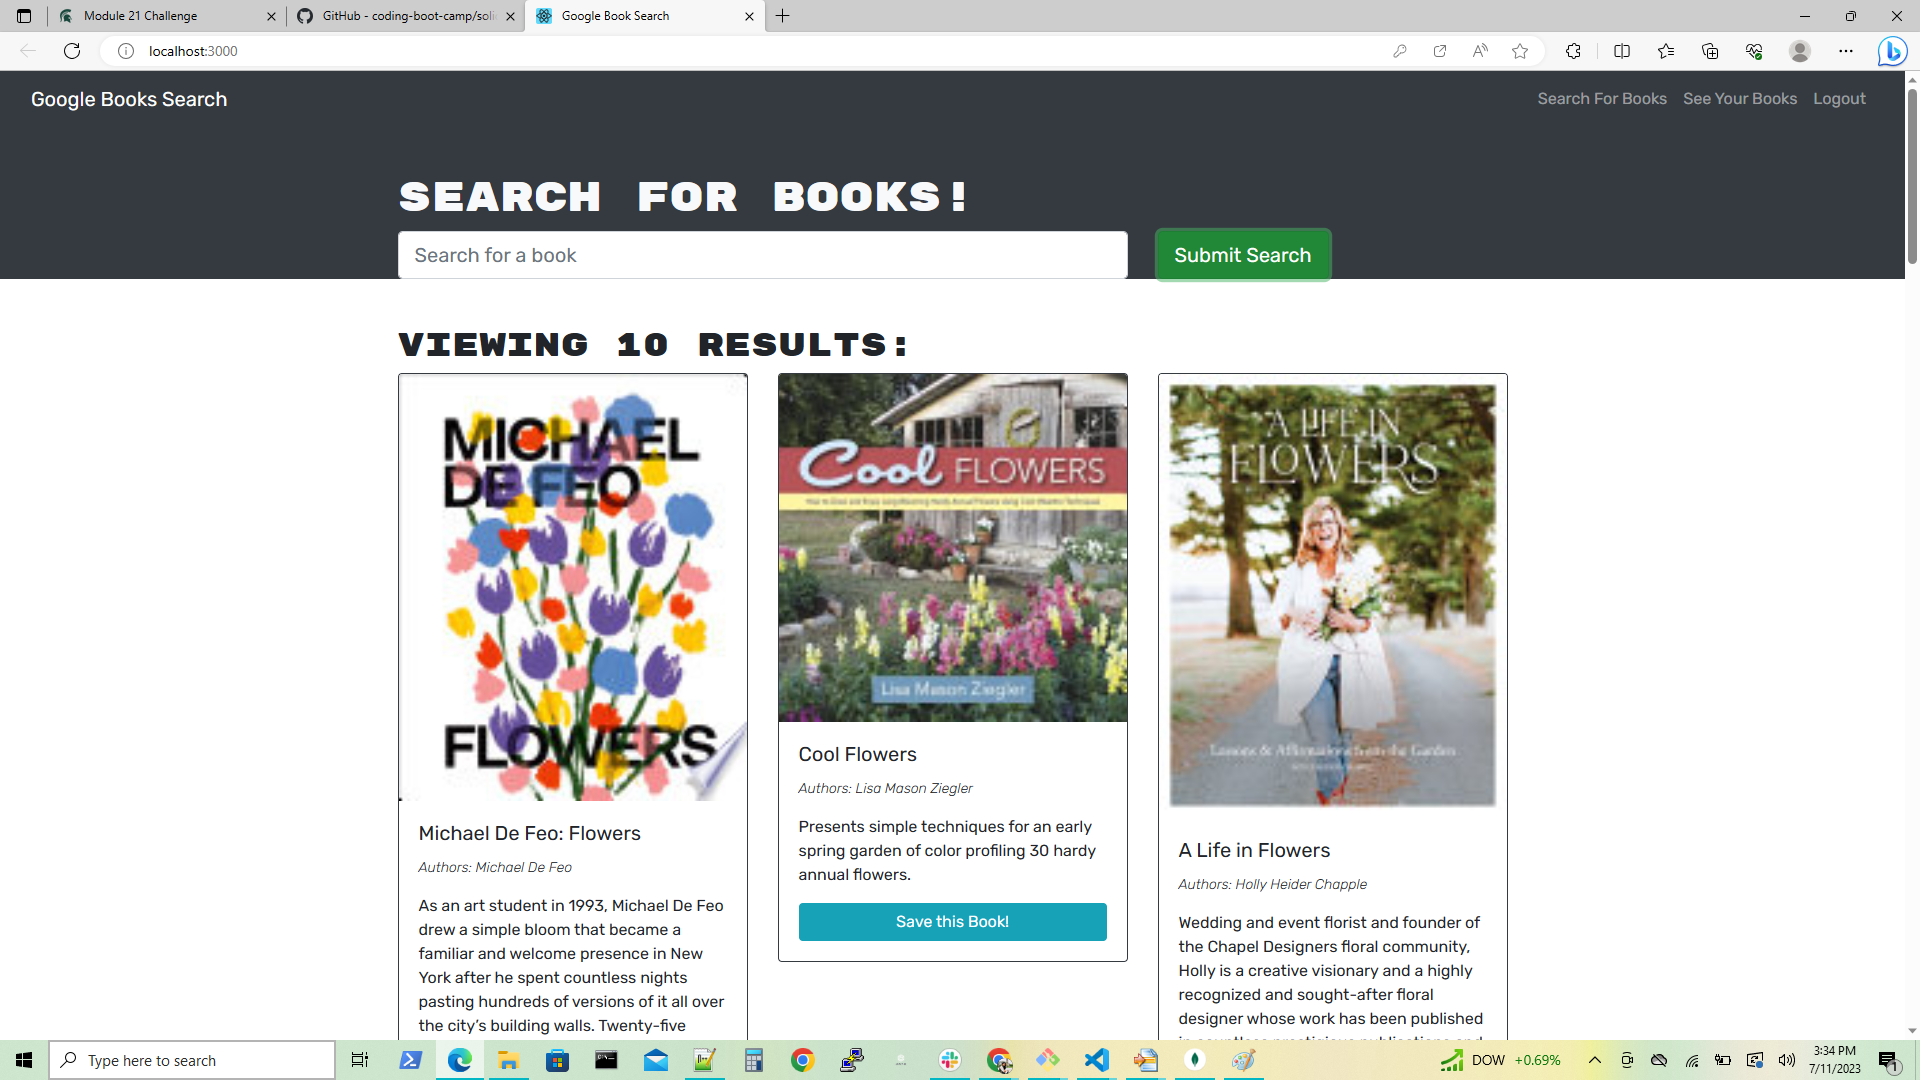 Module 21 Challenge
GitHub - coding-boot-camp/soli
Google Book Search
localhost:3000
Google Books Search
Search For Books
See Your Books
Logout
SEARCH FOR BOOKS!
Search for a book
Submit Search
VIEWING 10 RESULTS:
MICHAEL
DE FEO
FLOWERS
Michael De Feo: Flowers
Authors: Michael De Feo
As an art student in 1993, Michael De Feo
drew a simple bloom that became a
familiar and welcome presence in New
York after he spent countless nights
pasting hundreds of versions of it all over
the city’s building walls. Twenty-five
Cool FLOWERS
Lisa Mason Ziegler
Cool Flowers
Authors: Lisa Mason Ziegler
Presents simple techniques for an early
spring garden of color profiling 30 hardy
annual flowers.
Save this Book!
A LIFE IN
FLOWERS
Lessons & Affirmations from the Garden
A Life in Flowers
Authors: Holly Heider Chapple
Wedding and event florist and founder of
the Chapel Designers floral community,
Holly is a creative visionary and a highly
recognized and sought-after floral
designer whose work has been published
Type here to search
DOW +0.69%
3:34 PM
7/11/2023
1